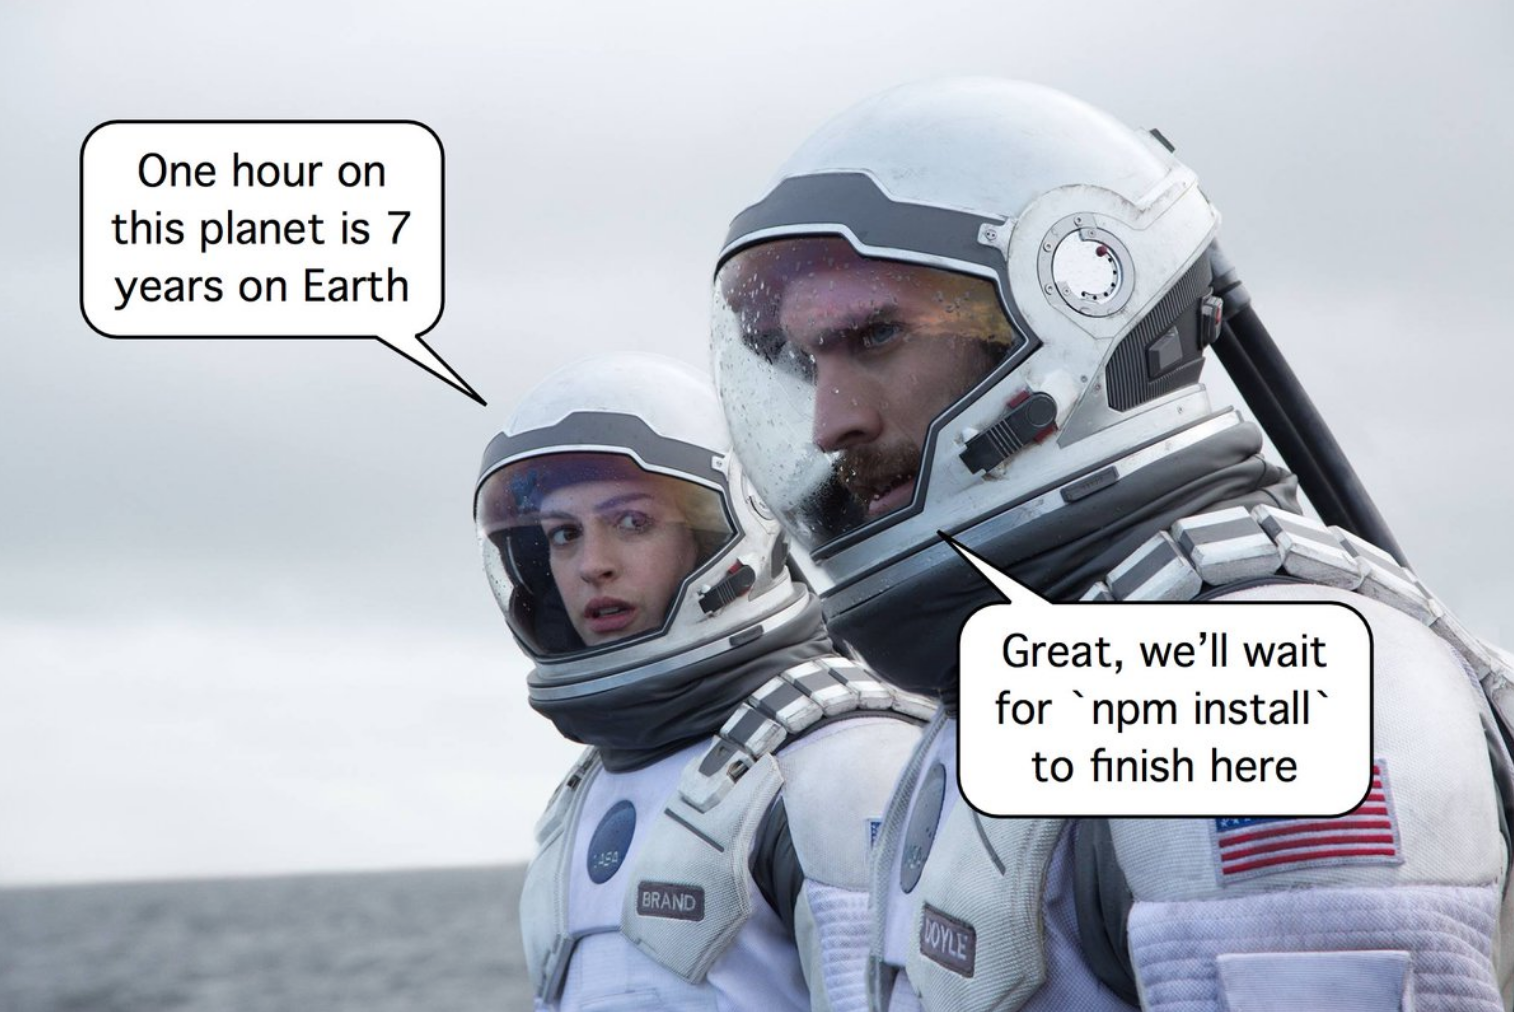 One hour on
this planet is 7
years on Earth
Great, we’ll wait
for `npm install`
to finish here
BRAND
DOYLE